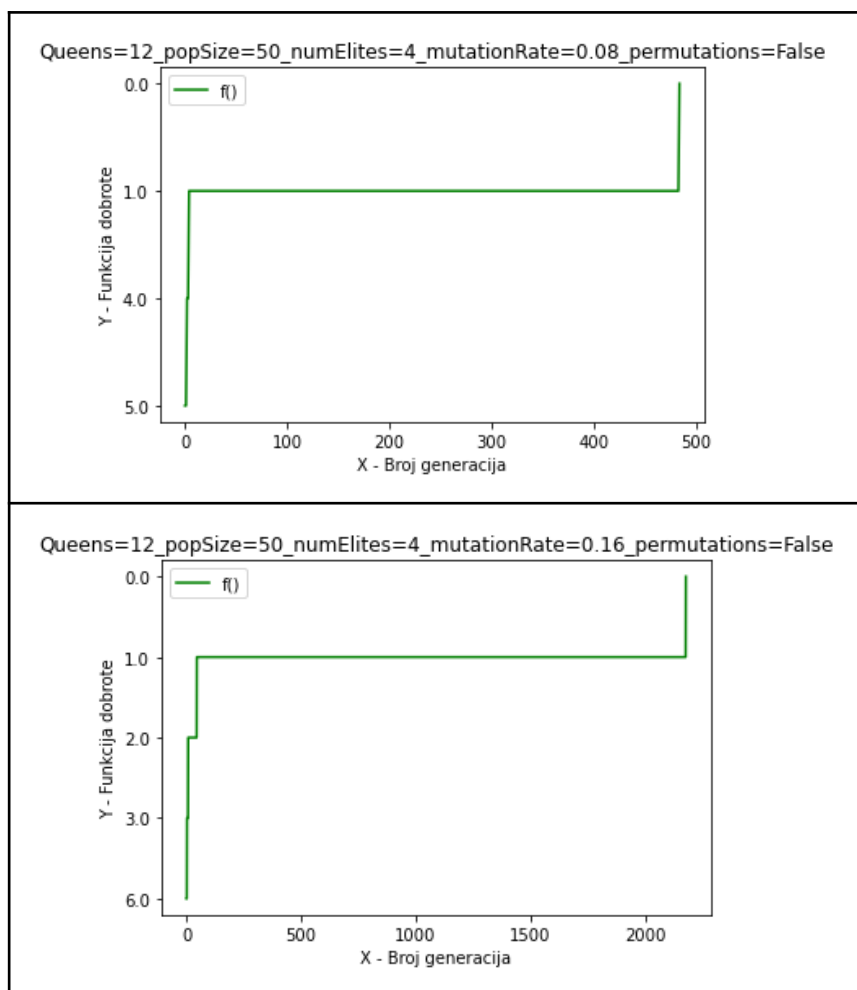 Queens=12_popSize=50_numElites=4_mutationRate=0.08_permutations=False
f()
0.0
1.0
4.0
5.0
Y - Funkcija dobrote
0 100 200 300 400 500
X - Broj generacija
Queens=12_popSize=50_numElites=4_mutationRate=0.16_permutations=False
f()
0.0
1.0
2.0
3.0
6.0
Y - Funkcija dobrote
0 500 1000 1500 2000
X - Broj generacija